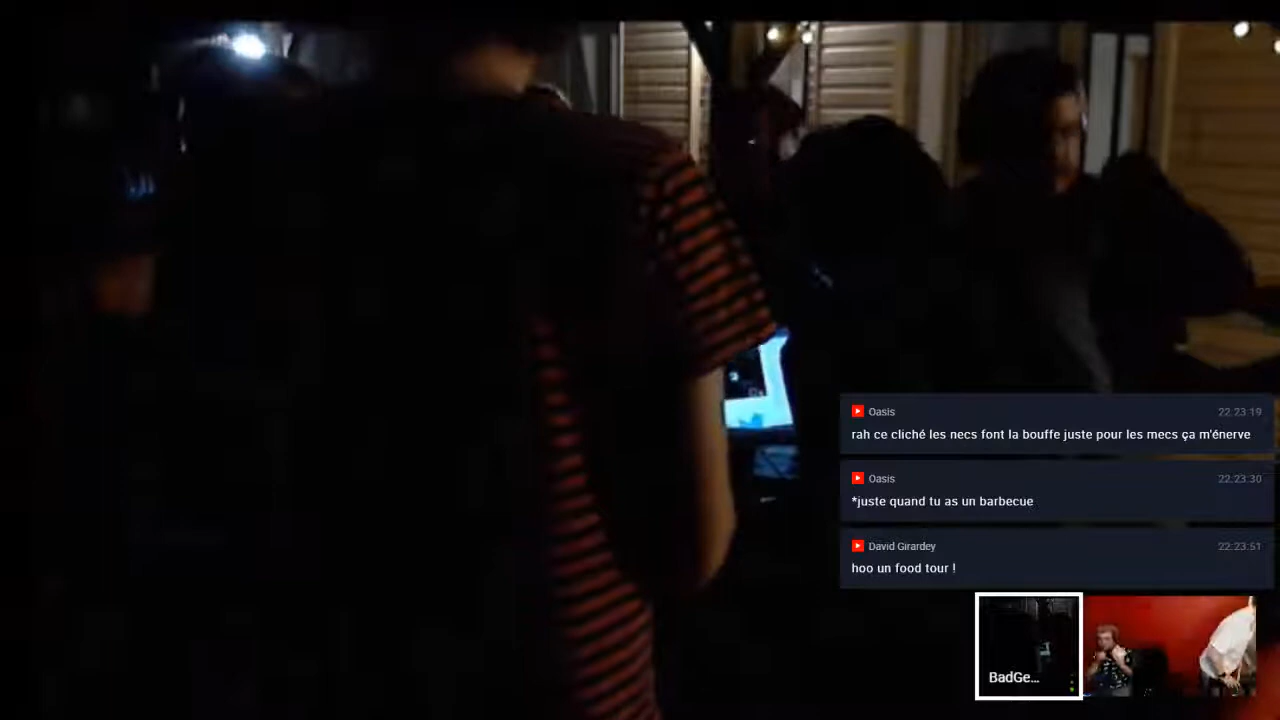 Oasis 22:23:19
rah ce cliché les necs font la bouffe juste pour les mecs ça m'énerve
Oasis 22:23:30
*juste quand tu as un barbecue
David Girardey 22:23:51
hoo un food tour !
BadGe...